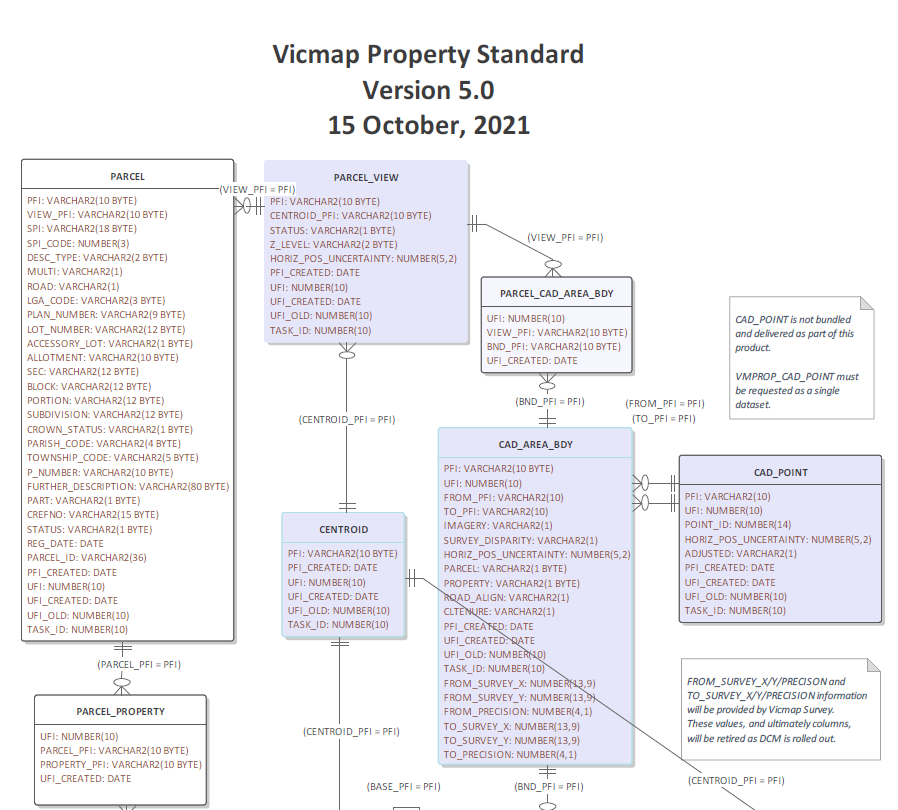 Vicmap Property Standard
Version 5.0
15 October, 2021
PARCEL
PFI: VARCHAR2(10 BYTE)
VIEW_PFI: VARCHAR2(10 BYTE)
SPI: VARCHAR2(18 BYTE)
SPI_CODE: NUMBER(3)
DESC_TYPE: VARCHAR2(2 BYTE)
MULTI: VARCHAR2(1)
ROAD: VARCHAR2(1)
LGA_CODE: VARCHAR2(3 BYTE)
PLAN_NUMBER: VARCHAR2(9 BYTE)
LOT_NUMBER: VARCHAR2(12 BYTE)
ACCESSORY_LOT: VARCHAR2(1 BYTE)
ALLOTMENT: VARCHAR2(10 BYTE)
SEC: VARCHAR2(12 BYTE)
BLOCK: VARCHAR2(12 BYTE)
PORTION: VARCHAR2(12 BYTE)
SUBDIVISION: VARCHAR2(12 BYTE)
CROWN_STATUS: VARCHAR2(1 BYTE)
PARISH_CODE: VARCHAR2(4 BYTE)
TOWNSHIP_CODE: VARCHAR2(5 BYTE)
P_NUMBER: VARCHAR2(10 BYTE)
FURTHER_DESCRIPTION: VARCHAR2(80 BYTE)
PART: VARCHAR2(1 BYTE)
CREFNO: VARCHAR2(15 BYTE)
STATUS: VARCHAR2(1 BYTE)
REG_DATE: DATE
PARCEL_ID: VARCHAR2(36)
PFI_CREATED: DATE
UFI: NUMBER(10)
UFI_CREATED: DATE
UFI_OLD: NUMBER(10)
TASK_ID: NUMBER(10)
(VIEW_PFI = PFI)
PARCEL_VIEW
PFI: VARCHAR2(10 BYTE)
CENTROID_PFI: VARCHAR2(10 BYTE)
STATUS: VARCHAR2(1 BYTE)
Z_LEVEL: VARCHAR2(2 BYTE)
HORIZ_POS_UNCERTAINTY: NUMBER(5,2)
PFI_CREATED: DATE
UFI: NUMBER(10)
UFI_CREATED: DATE
UFI_OLD: NUMBER(10)
TASK_ID: NUMBER(10)
(VIEW_PFI = PFI)
PARCEL_CAD_AREA_BDY
UFI: NUMBER(10)
VIEW_PFI: VARCHAR2(10 BYTE)
BND_PFI: VARCHAR2(10 BYTE)
UFI_CREATED: DATE
CAD_POINT is not bundled
and delivered as part of this
product.
VMPROP_CAD_POINT must
be requested as a single
dataset.
(BND_PFI = PFI)
(FROM_PFI = PFI)
(TO_PFI = PFI)
(CENTROID_PFI = PFI)
CAD_AREA_BDY
PFI: VARCHAR2(10 BYTE)
UFI: NUMBER(10)
FROM_PFI: VARCHAR2(10)
TO_PFI: VARCHAR2(10)
IMAGERY: VARCHAR2(1)
SURVEY_DISPARITY: VARCHAR2(1)
HORIZ_POS_UNCERTAINTY: NUMBER(5,2)
PARCEL: VARCHAR2(1 BYTE)
PROPERTY: VARCHAR2(1 BYTE)
ROAD_ALIGN: VARCHAR2(1)
CLTENURE: VARCHAR2(1)
PFI_CREATED: DATE
UFI_CREATED: DATE
UFI_OLD: NUMBER(10)
TASK_ID: NUMBER(10)
FROM_SURVEY_X: NUMBER(13,9)
FROM_SURVEY_Y: NUMBER(13,9)
FROM_PRECISION: NUMBER(4,1)
TO_SURVEY_X: NUMBER(13,9)
TO_SURVEY_Y: NUMBER(13,9)
TO_PRECISION: NUMBER(4,1)
CAD_POINT
PFI: VARCHAR2(10)
UFI: NUMBER(10)
POINT_ID: NUMBER(14)
HORIZ_POS_UNCERTAINTY: NUMBER(5,2)
ADJUSTED: VARCHAR2(1)
PFI_CREATED: DATE
UFI_CREATED: DATE
UFI_OLD: NUMBER(10)
TASK_ID: NUMBER(10)
CENTROID
PFI: VARCHAR2(10 BYTE)
PFI_CREATED: DATE
UFI: NUMBER(10)
UFI_CREATED: DATE
UFI_OLD: NUMBER(10)
TASK_ID: NUMBER(10)
(PARCEL_PFI = PFI)
PARCEL_PROPERTY
UFI: NUMBER(10)
PARCEL_PFI: VARCHAR2(10 BYTE)
PROPERTY_PFI: VARCHAR2(10 BYTE)
UFI_CREATED: DATE
FROM_SURVEY_X/Y/PRECISON and
TO_SURVEY_X/Y/PRECISION information
will be provided by Vicmap Survey.
These values, and ultimately columns,
will be retired as DCM is rolled out.
(CENTROID_PFI = PFI)
(BASE_PFI = PFI)
(BND_PFI = PFI)
(CENTROID_PFI = PFI)